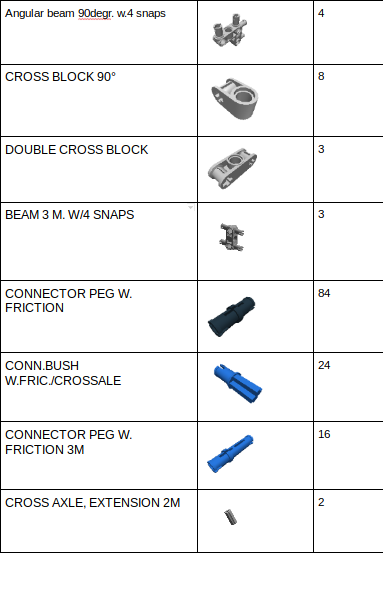 Angular beam 90degr. w.4 snaps 4
CROSS BLOCK 90° 8
DOUBLE CROSS BLOCK 3
BEAM 3 M. W/4 SNAPS 3
CONNECTOR PEG W. 84
FRICTION
CONN.BUSH 24
W.FRIC./CROSSALE
CONNECTOR PEG W. 16
FRICTION 3M
CROSS AXLE, EXTENSION 2M 2